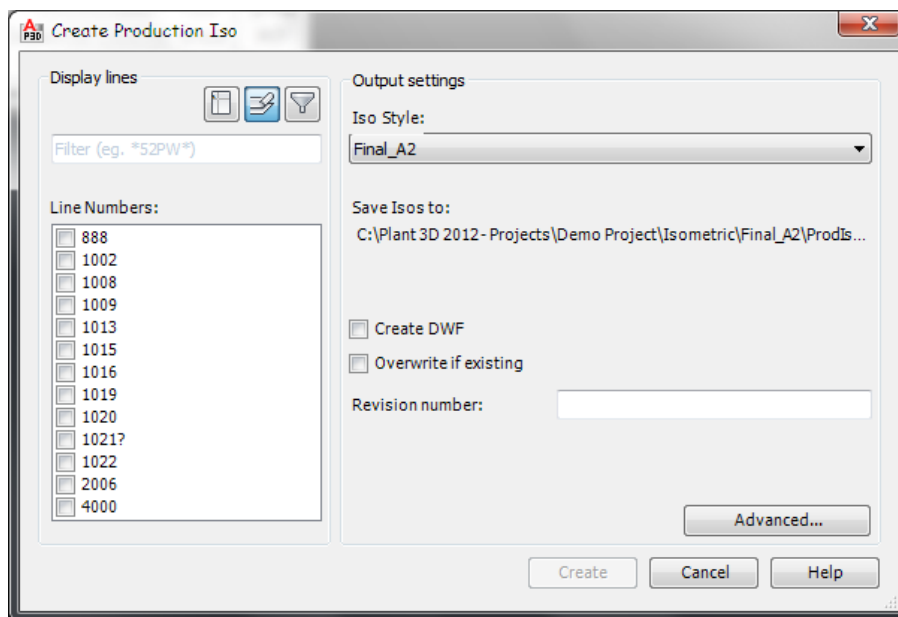 A
P3D
Create Production Iso
X
Display lines
Filter (eg. *52PW*)
Line Numbers:
888
1002
1008
1009
1013
1015
1016
1019
1020
1021?
1022
2006
4000
Output settings
Iso Style:
Final_A2
Save Isos to:
C:\Plant 3D 2012- Projects\Demo Project\Isometric\Final_A2\ProdIs...
Create DWF
Overwrite if existing
Revision number:
Advanced...
Create
Cancel
Help